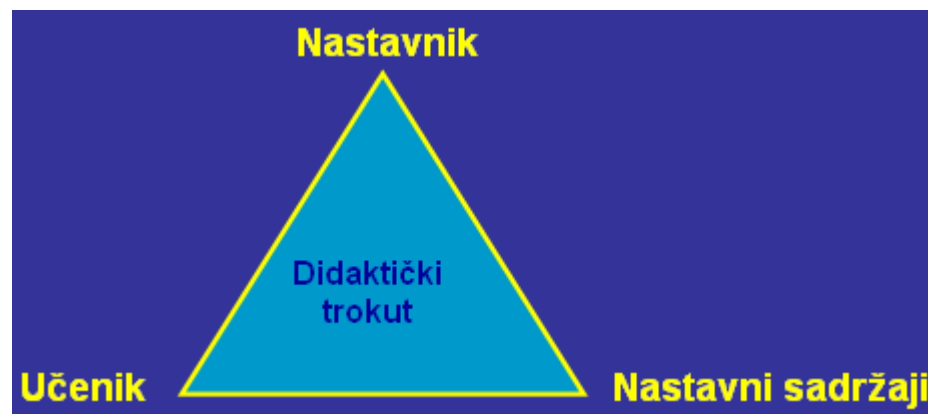 Nastavnik
Didaktički
trokut
Učenik
Nastavni sadržaji